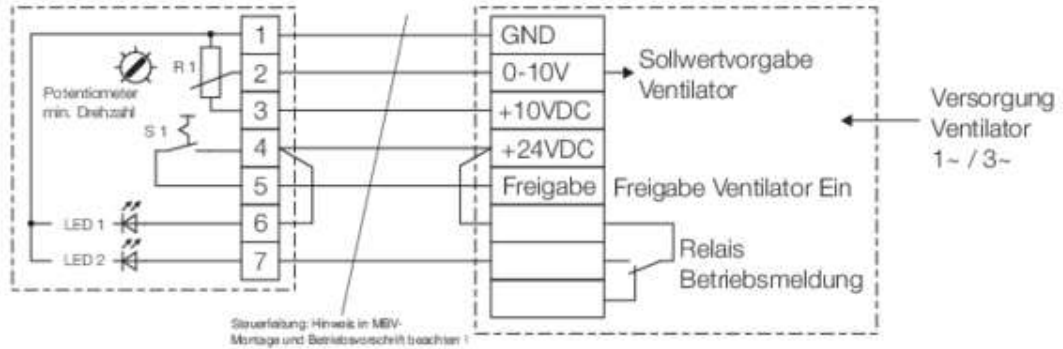 1 GND
R 1 2 0-10V Sollwertvorgabe
Ventilator
Potentiometer
min. Drehzahl
3 +10VDC
Versorgung
Ventilator
1~ / 3~
S 1 4 +24VDC
5 Freigabe Freigabe Ventilator Ein
LED 1 6
LED 2 7
Relais
Betriebsmeldung
Steuerleitung: Hinweis in MBV-
Montage und Betriebsvorschrift beachten !